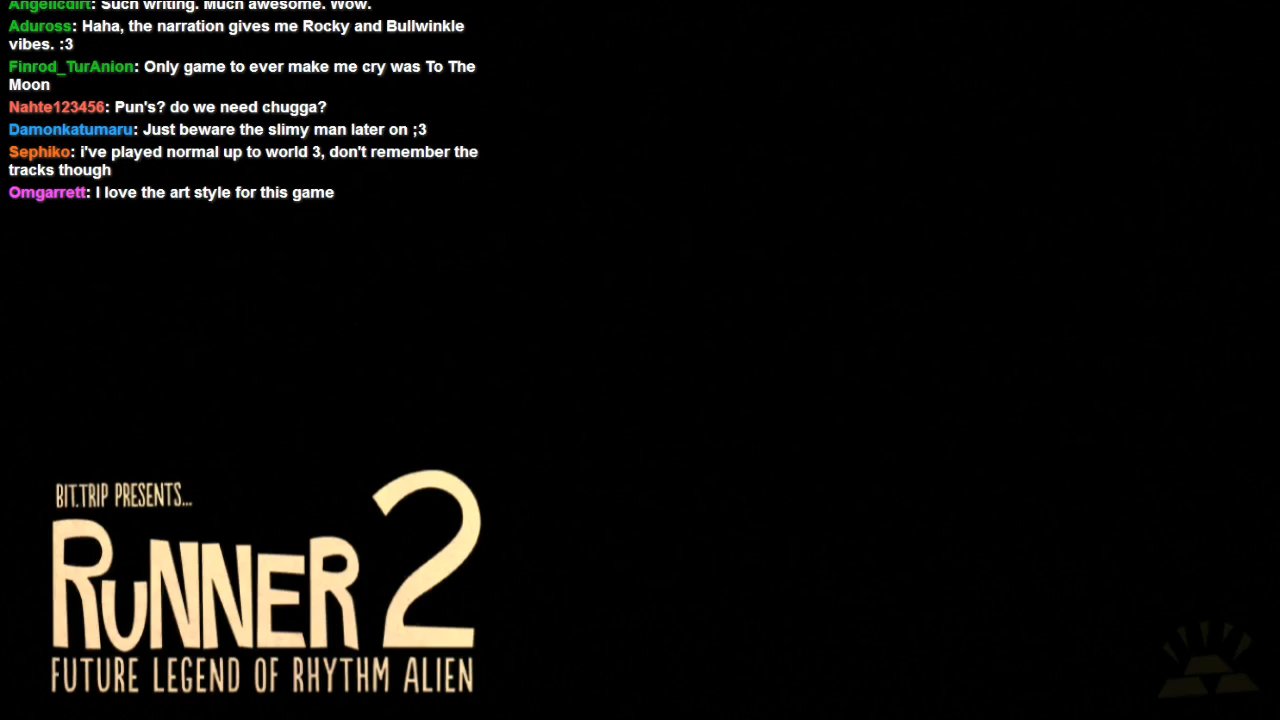 Angelicdirt: Such writing. Much awesome. Wow.
Aduross: Haha, the narration gives me Rocky and Bullwinkle
vibes. :3
Finrod_TurAnion: Only game to ever make me cry was To The
Moon
Nahte123456: Pun's? do we need chugga?
Damonkatumaru: Just beware the slimy man later on ;3
Sephiko: i've played normal up to world 3, don't remember the
tracks though
Omgarrett: I love the art style for this game
BIT.TRIP PRESENTS...
RUNNER 2
FUTURE LEGEND OF RHYTHM ALIEN